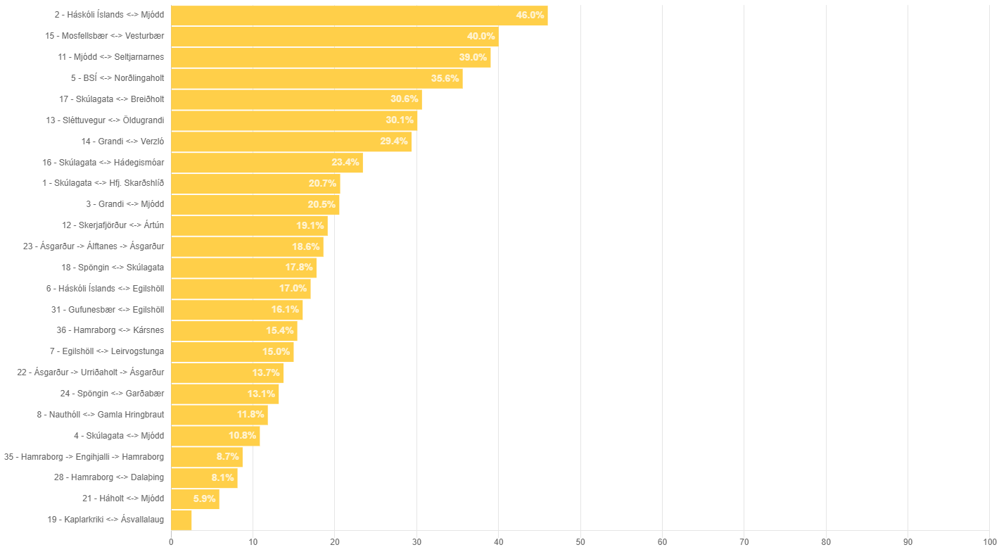 2 - Háskóli Íslands <-> Mjódd 46.0%
15 - Mosfellsbær <-> Vesturbær 40.0%
11 - Mjódd <-> Seltjarnarnes 39.0%
5 - BSÍ <-> Norðlingaholt 35.6%
17 - Skúlagata <-> Breiðholt 30.6%
13 - Sléttuvegur <-> Öldugrandi 30.1%
14 - Grandi <-> Verzló 29.4%
16 - Skúlagata <-> Hádegismóar 23.4%
1 - Skúlagata <-> Hfj. Skarðshlíð 20.7%
3 - Grandi <-> Mjódd 20.5%
12 - Skerjafjörður <-> Ártún 19.1%
23 - Ásgarður -> Álftanes -> Ásgarður 18.6%
18 - Spöngin <-> Skúlagata 17.8%
6 - Háskóli Íslands <-> Egilshöll 17.0%
31 - Gufunesbær <-> Egilshöll 16.1%
36 - Hamraborg <-> Kársnes 15.4%
7 - Egilshöll <-> Leirvogstunga 15.0%
22 - Ásgarður -> Urriðaholt -> Ásgarður 13.7%
24 - Spöngin <-> Garðabær 13.1%
8 - Nauthóll <-> Gamla Hringbraut 11.8%
4 - Skúlagata <-> Mjódd 10.8%
35 - Hamraborg -> Engihjalli -> Hamraborg 8.7%
28 - Hamraborg <-> Dalaþing 8.1%
21 - Háholt <-> Mjódd 5.9%
19 - Kaplarkriki <-> Ásvallalaug
0 10 20 30 40 50 60 70 80 90 100